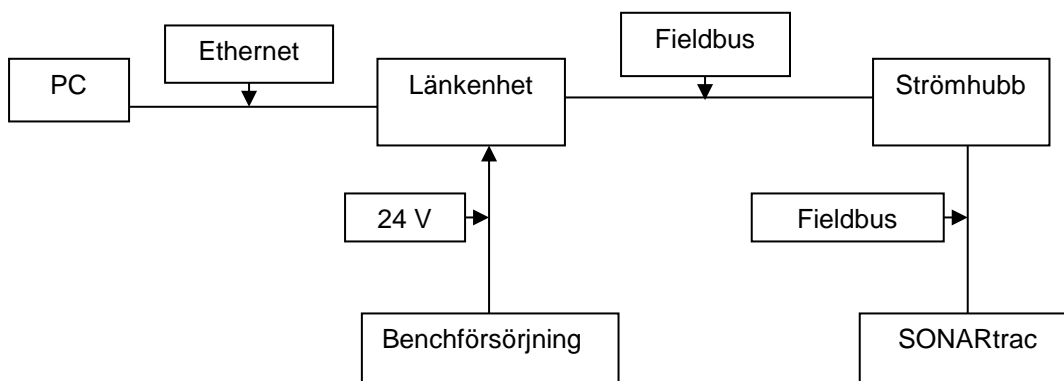 Ethernet
Fieldbus
PC
Länkenhet
Strömhubb
24 V
Fieldbus
Benchförsörjning
SONARtrac